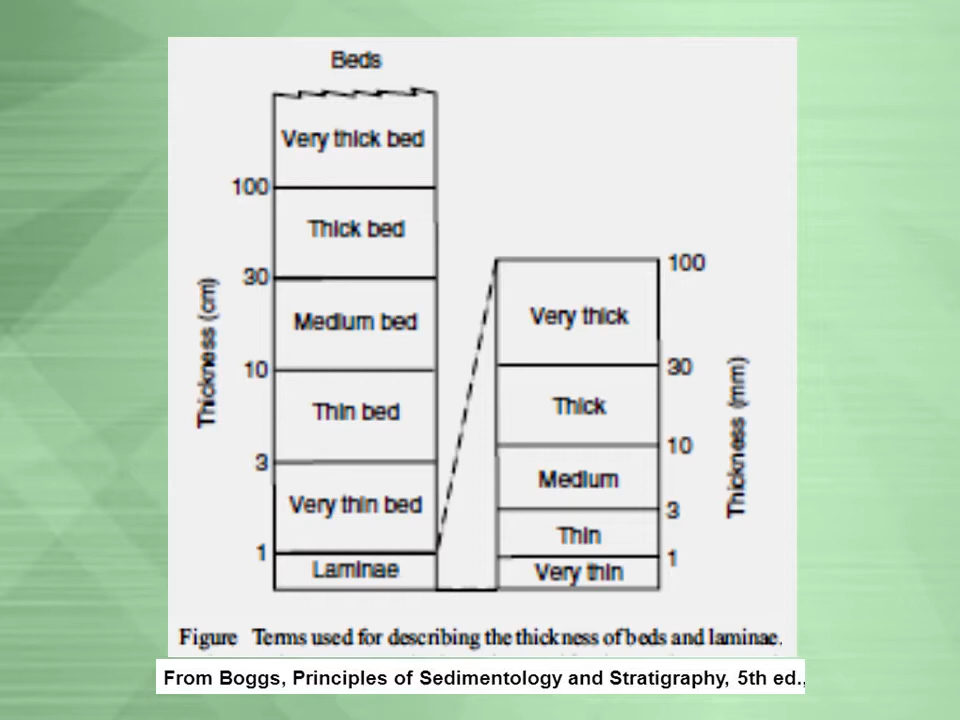 Beds
Very thick bed
100
Thick bed
30
Medium bed
10
Thin bed
3
Very thin bed
1
Laminae
Thickness (cm)
100
Very thick
30
Thick
10
Medium
3
Thin
1
Very thin
Thickness (mm)
Figure Terms used for describing the thickness of beds and laminae.
From Boggs, Principles of Sedimentology and Stratigraphy, 5th ed.,